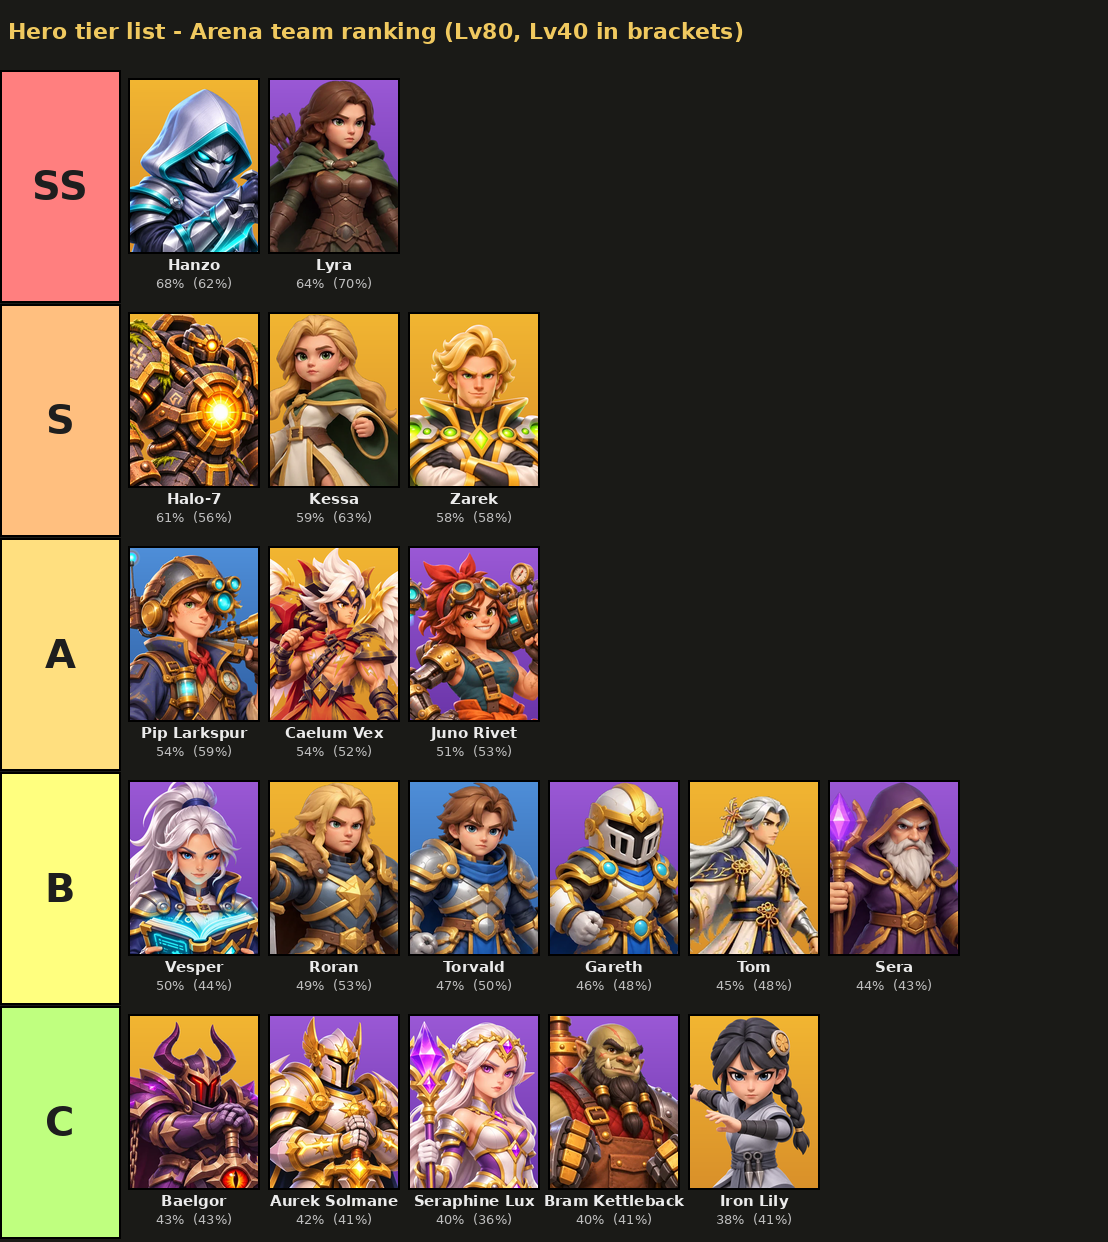 Hero tier list - Arena team ranking (Lv80, Lv40 in brackets)
SS
Hanzo
68% (62%)
Lyra
64% (70%)
S
Halo-7
61% (56%)
Kessa
59% (63%)
Zarek
58% (58%)
A
Pip Larkspur
54% (59%)
Caelum Vex
54% (52%)
Juno Rivet
51% (53%)
B
Vesper
50% (44%)
Roran
49% (53%)
Torvald
47% (50%)
Gareth
46% (48%)
Tom
45% (48%)
Sera
44% (43%)
C
Baelgor
43% (43%)
Aurek Solmane
42% (41%)
Seraphine Lux
40% (36%)
Bram Kettleback
40% (41%)
Iron Lily
38% (41%)